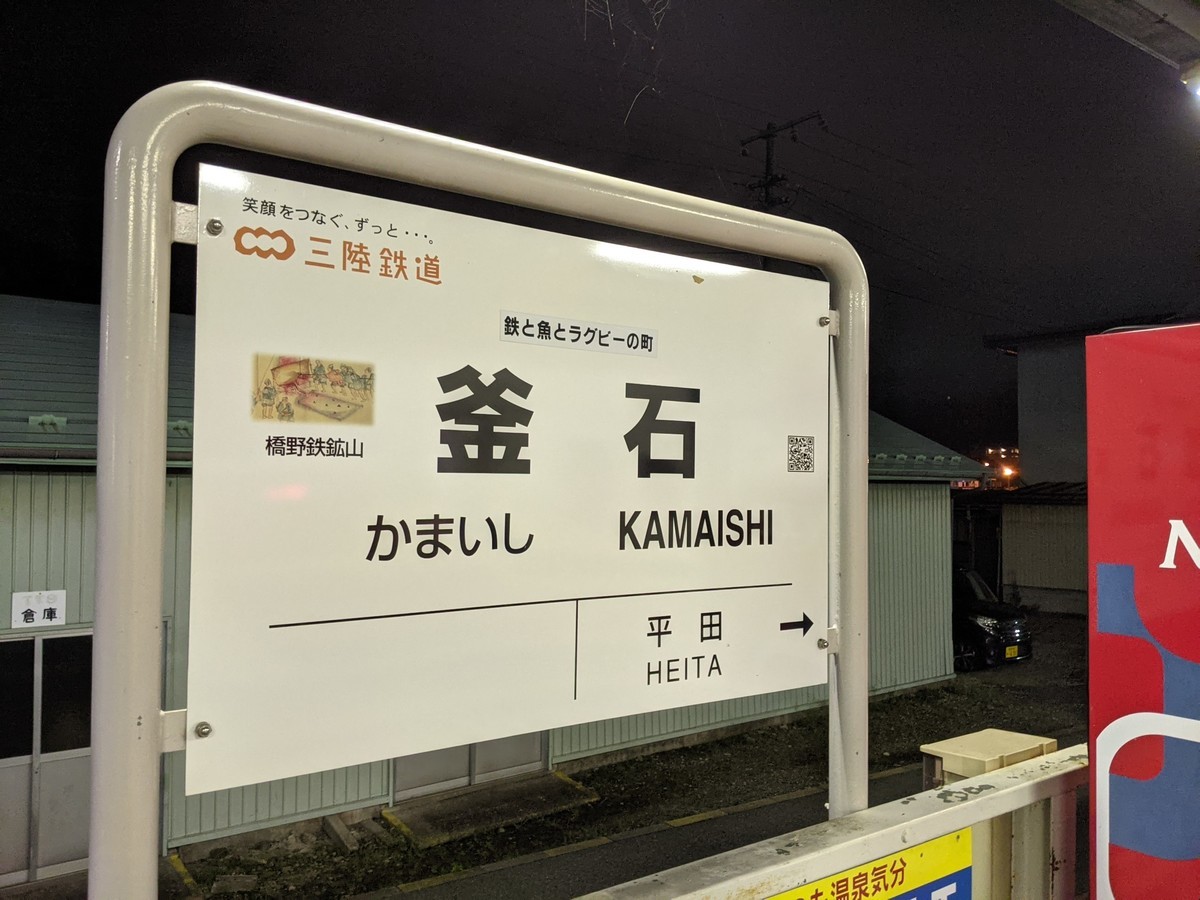 笑顔をつなぐ、ずっと・・・。
三陸鉄道
鉄と魚とラグビーの町
釜石
橋野鉄鉱山
かまいし KAMAISHI
平田 →
HEITA
倉庫
N
も温泉気分